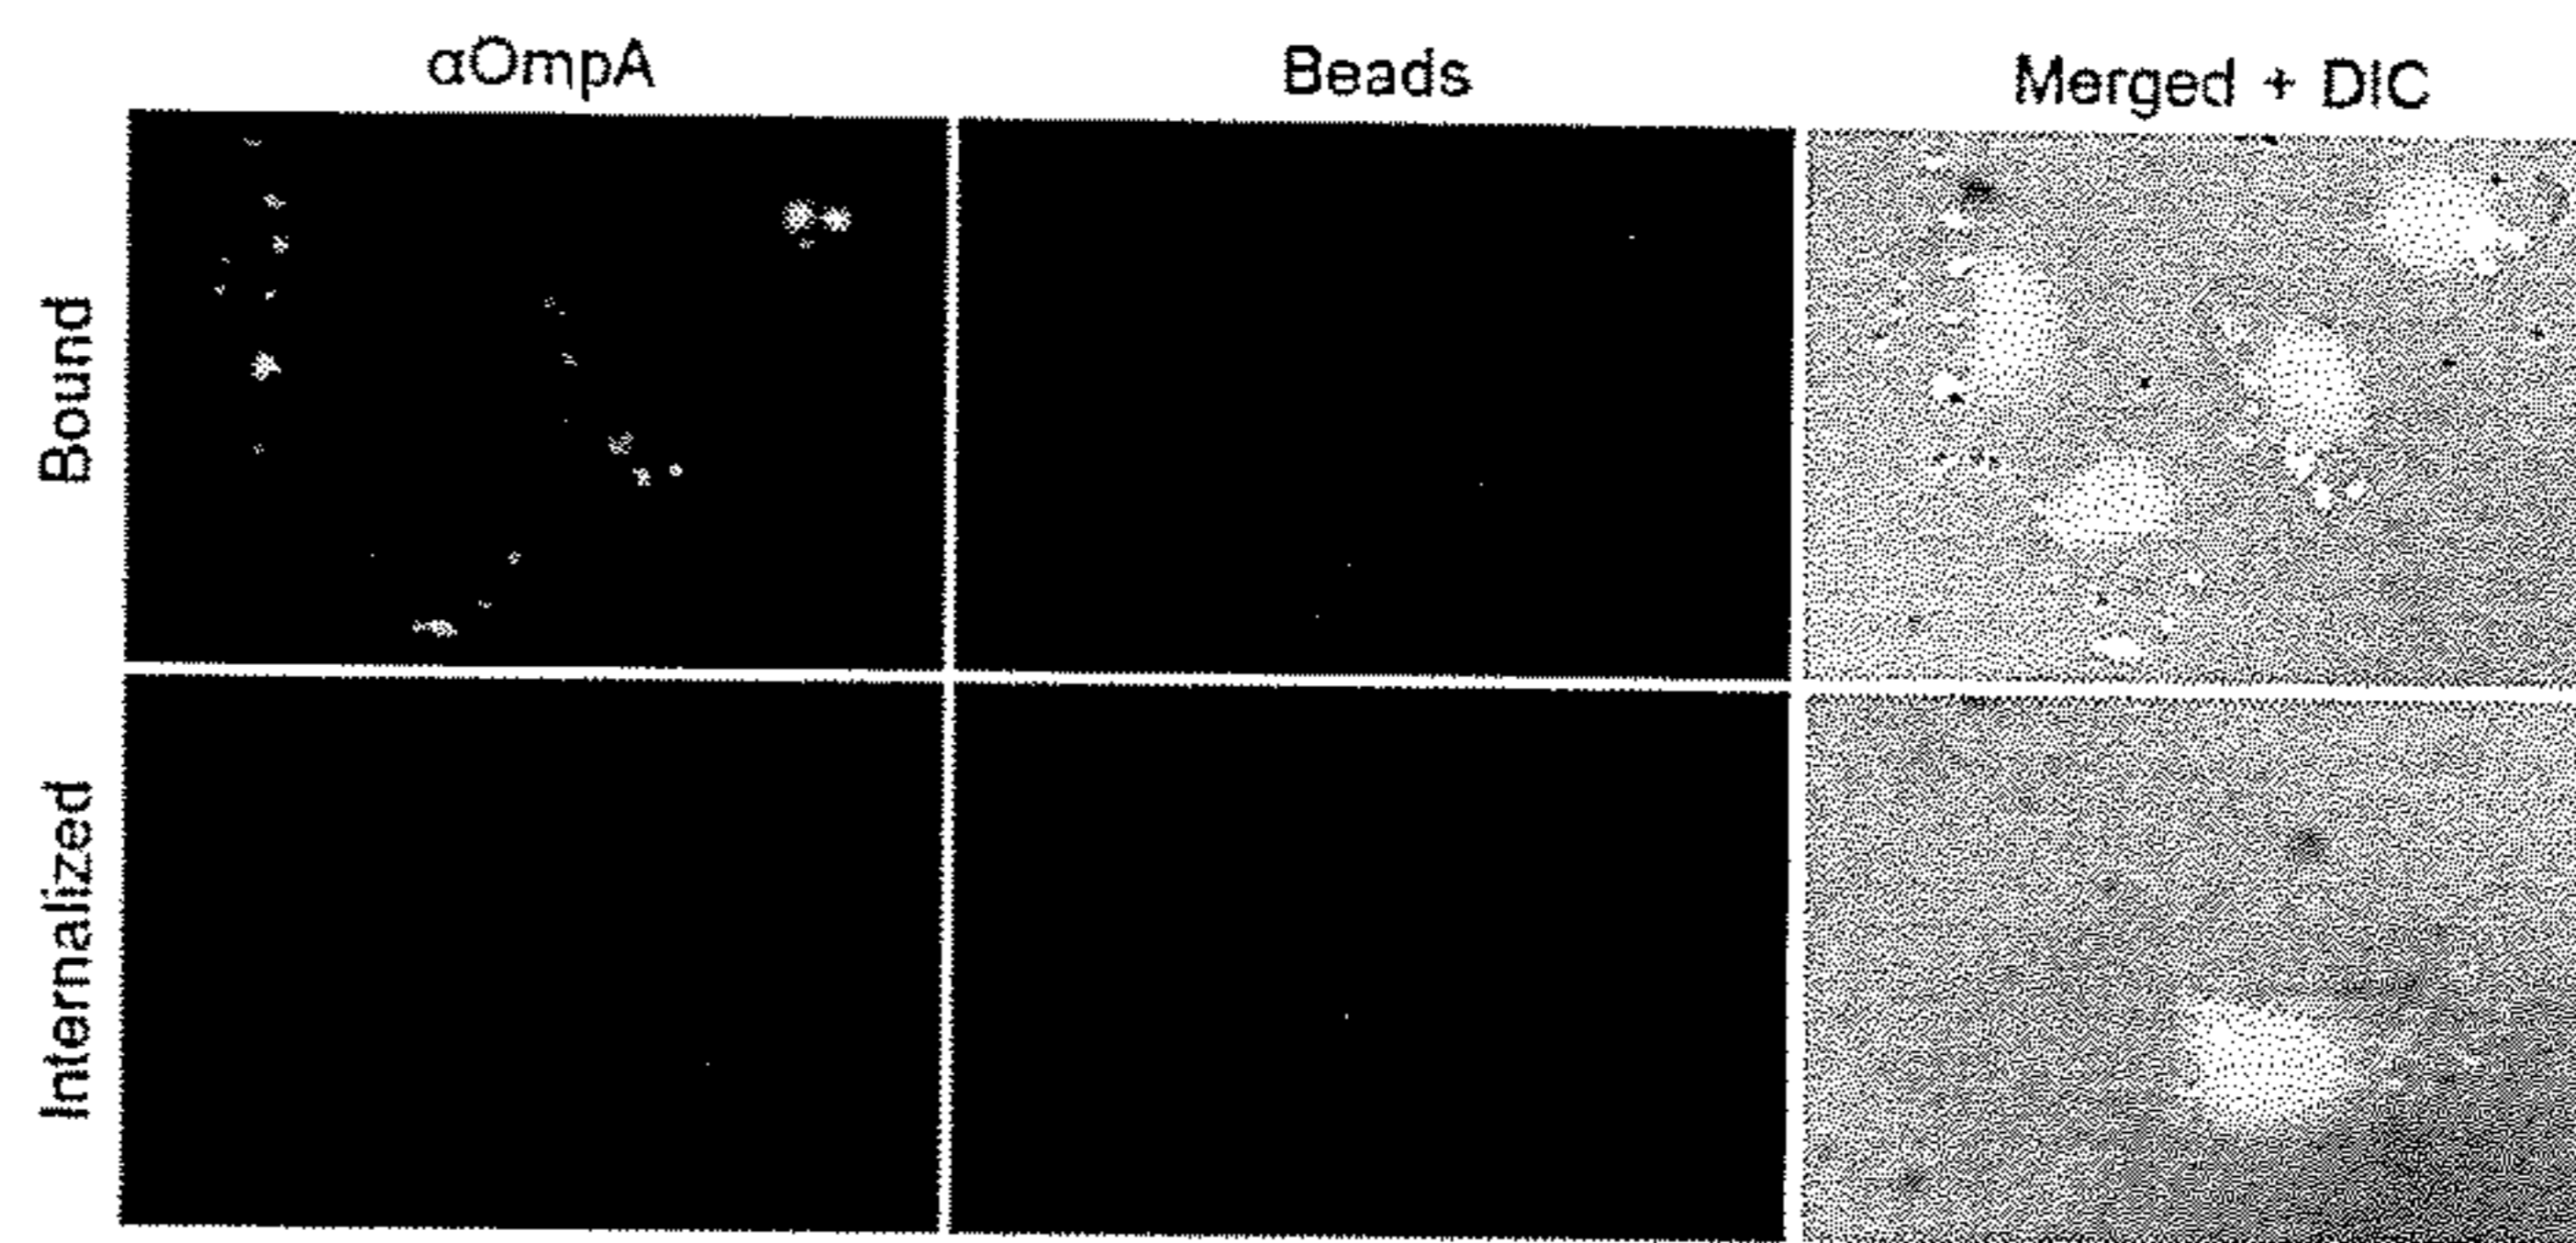 αOmpA
Beads
Merged + DIC
Bound
Internalized